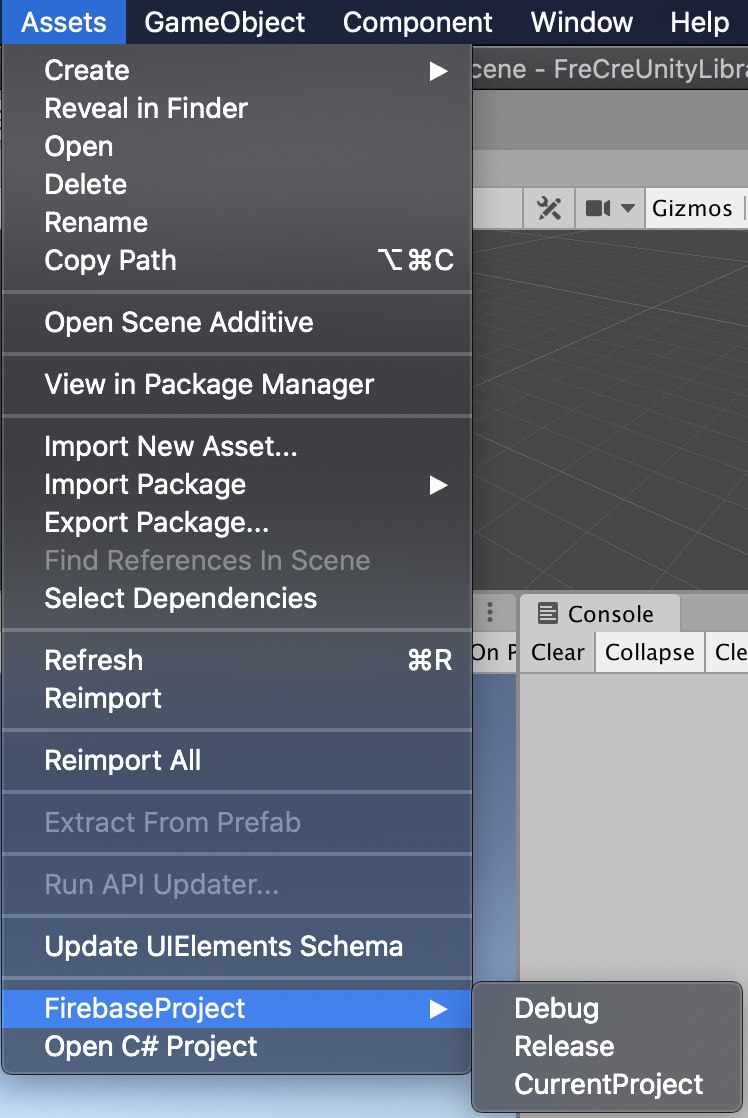 Assets GameObject Component Window Help
Create
cene - FreCreUnityLibra
Reveal in Finder
Open
Delete
Rename
Gizmos
Copy Path ⌥⌘C
Open Scene Additive
View in Package Manager
Import New Asset...
Import Package
Export Package...
Find References In Scene
Select Dependencies
Console
Refresh ⌘R
On P Clear Collapse Cle
Reimport
Reimport All
Extract From Prefab
Run API Updater...
Update UIElements Schema
FirebaseProject
Debug
Open C# Project
Release
CurrentProject